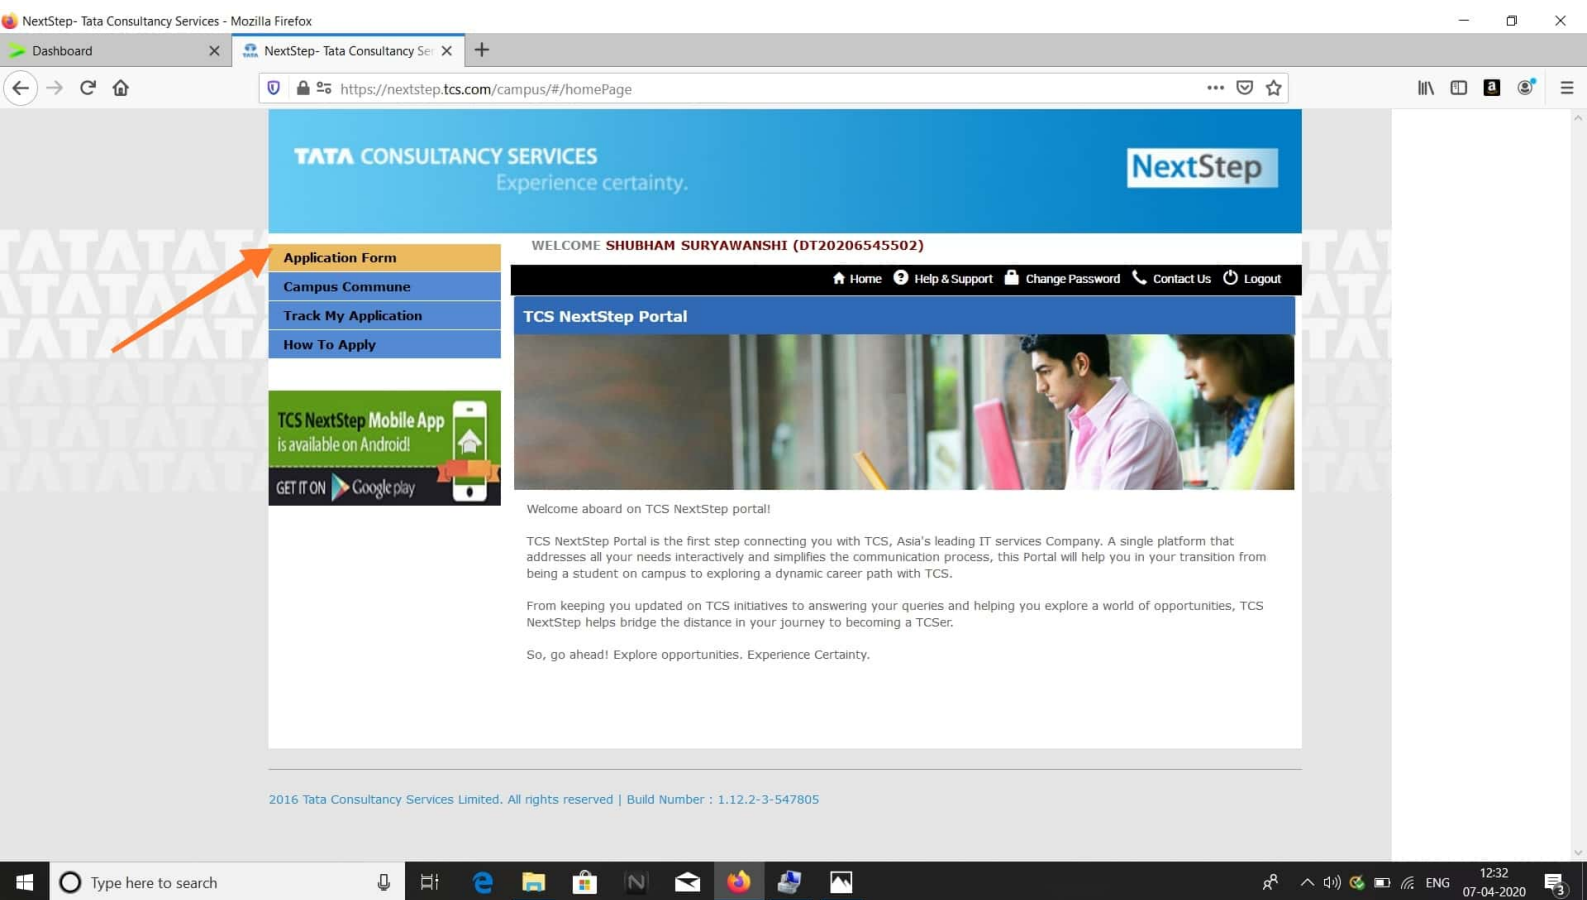 NextStep- Tata Consultancy Services - Mozilla Firefox
Dashboard
NextStep- Tata Consultancy Ser
https://nextstep.tcs.com/campus/#/homePage
TATA CONSULTANCY SERVICES
Experience certainty.
NextStep
WELCOME SHUBHAM SURYAWANSHI (DT20206545502)
Home Help & Support Change Password Contact Us Logout
Application Form
Campus Commune
Track My Application
How To Apply
TCS NextStep Mobile App
is available on Android!
GET IT ON Google play
TCS NextStep Portal
Welcome aboard on TCS NextStep portal!
TCS NextStep Portal is the first step connecting you with TCS, Asia's leading IT services Company. A single platform that
addresses all your needs interactively and simplifies the communication process, this Portal will help you in your transition from
being a student on campus to exploring a dynamic career path with TCS.
From keeping you updated on TCS initiatives to answering your queries and helping you explore a world of opportunities, TCS
NextStep helps bridge the distance in your journey to becoming a TCSer.
So, go ahead! Explore opportunities. Experience Certainty.
2016 Tata Consultancy Services Limited. All rights reserved | Build Number : 1.12.2-3-547805
Type here to search
ENG
12:32
07-04-2020
3